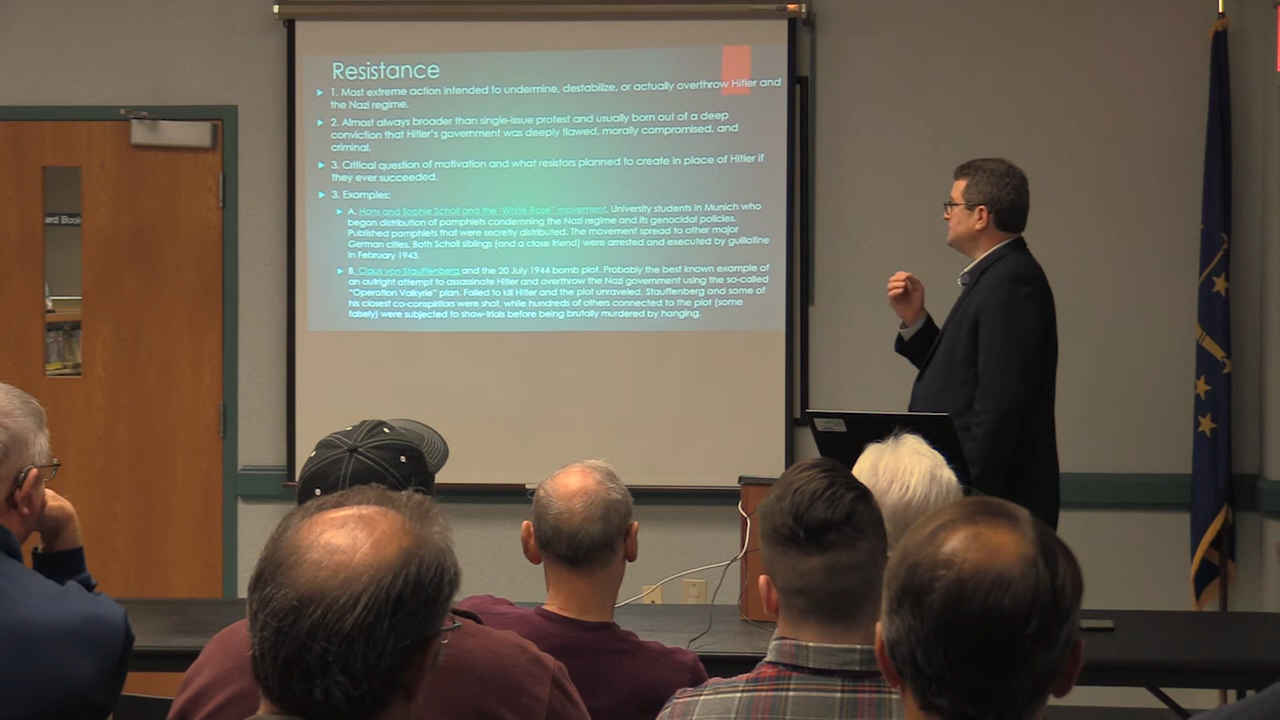 Resistance
1. Most extreme action intended to undermine, destabilize, or actually overthrow Hitler and
the Nazi regime.
2. Almost always broader than single-issue protest and usually born out of a deep
conviction that Hitler's government was deeply flawed, morally compromised, and
criminal.
3. Critical question of motivation and what resistors planned to create in place of Hitler if
they ever succeeded.
3. Examples:
A. Hans and Sophie Scholl and the "White Rose" movement. University students in Munich who
began distribution of pamphlets condemning the Nazi regime and its genocidal policies.
Published pamphlets that were secretly distributed. The movement spread to other major
German cities. Both Scholl siblings (and a close friend) were arrested and executed by guillotine
in February 1943.
B. Claus von Stauffenberg and the 20 July 1944 bomb plot. Probably the best known example of
an outright attempt to assassinate Hitler and overthrow the Nazi government using the so-called
"Operation Valkyrie" plan. Failed to kill Hitler and the plot unraveled. Stauffenberg and some of
his closest co-conspirators were shot, while hundreds of others connected to the plot (some
falsely) were subjected to show-trials before being brutally murdered by hanging.
ard Book